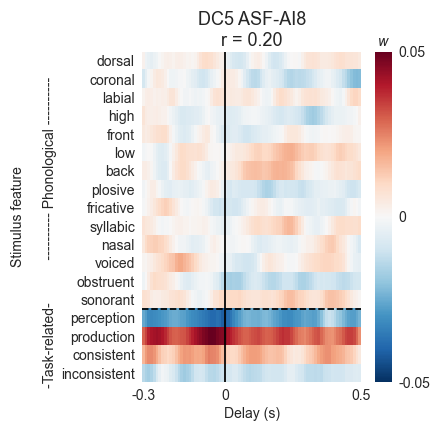 DC5 ASF-AI8
r = 0.20
w
0.05
0
-0.05
Stimulus feature
---------- Phonological ----------
-Task-related-
dorsal
coronal
labial
high
front
low
back
plosive
fricative
syllabic
nasal
voiced
obstruent
sonorant
perception
production
consistent
inconsistent
-0.3
0
0.5
Delay (s)